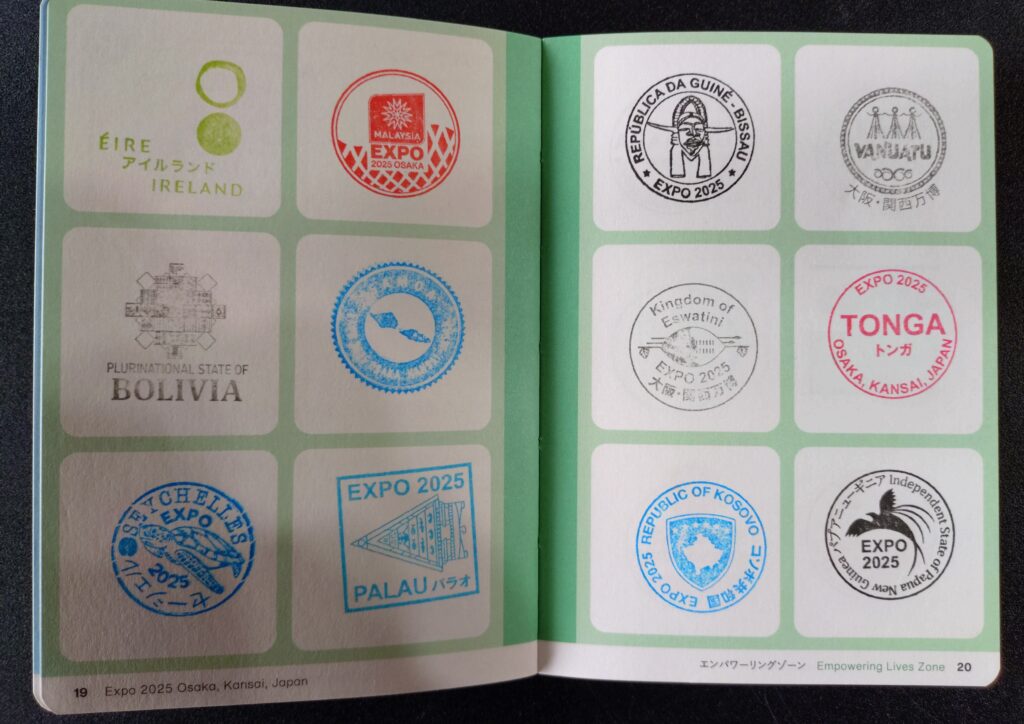 ÉIRE
アイルランド
IRELAND
MALAYSIA
EXPO
2025 OSAKA
PLURINATIONAL STATE OF
BOLIVIA
SEYCHELLES
EXPO
2025
セーシェル
EXPO 2025
PALAU パラオ
19 Expo 2025 Osaka, Kansai, Japan
REPÚBLICA DA GUINÉ - BISSAU
EXPO 2025
VANUATU
大阪・関西万博
Kingdom of
Eswatini
EXPO 2025
大阪・関西万博
EXPO 2025
TONGA
トンガ
OSAKA, KANSAI, JAPAN
REPUBLIC OF KOSOVO
コソボ共和国
EXPO 2025
EXPO 2025
パプアニューギニア Independent State of Papua New Guinea
EXPO
2025
エンパワーリングゾーン Empowering Lives Zone 20